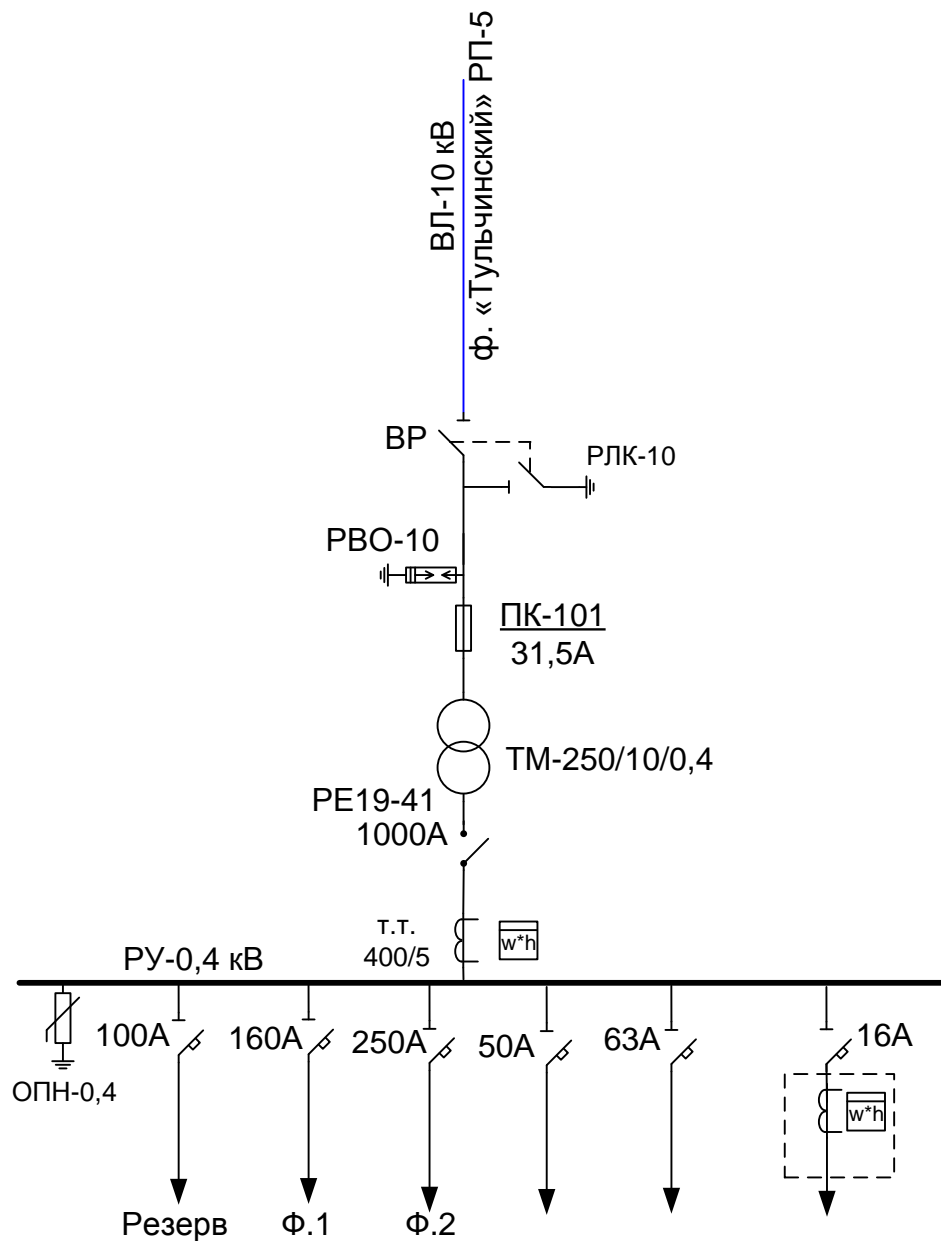 ВЛ-10 кВ
ф. «Тульчинский» РП-5
ВР
РЛК-10
РВО-10
ПК-101
31,5А
ТМ-250/10/0,4
РЕ19-41
1000А
т.т.
400/5
w*h
РУ-0,4 кВ
100А
160А
250А
50А
63А
16А
ОПН-0,4
w*h
Резерв
Ф.1
Ф.2